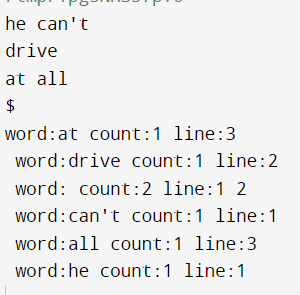 he can't
drive
at all
$
word:at count:1 line:3
word:drive count:1 line:2
word: count:2 line:1 2
word:can't count:1 line:1
word:all count:1 line:3
word:he count:1 line:1